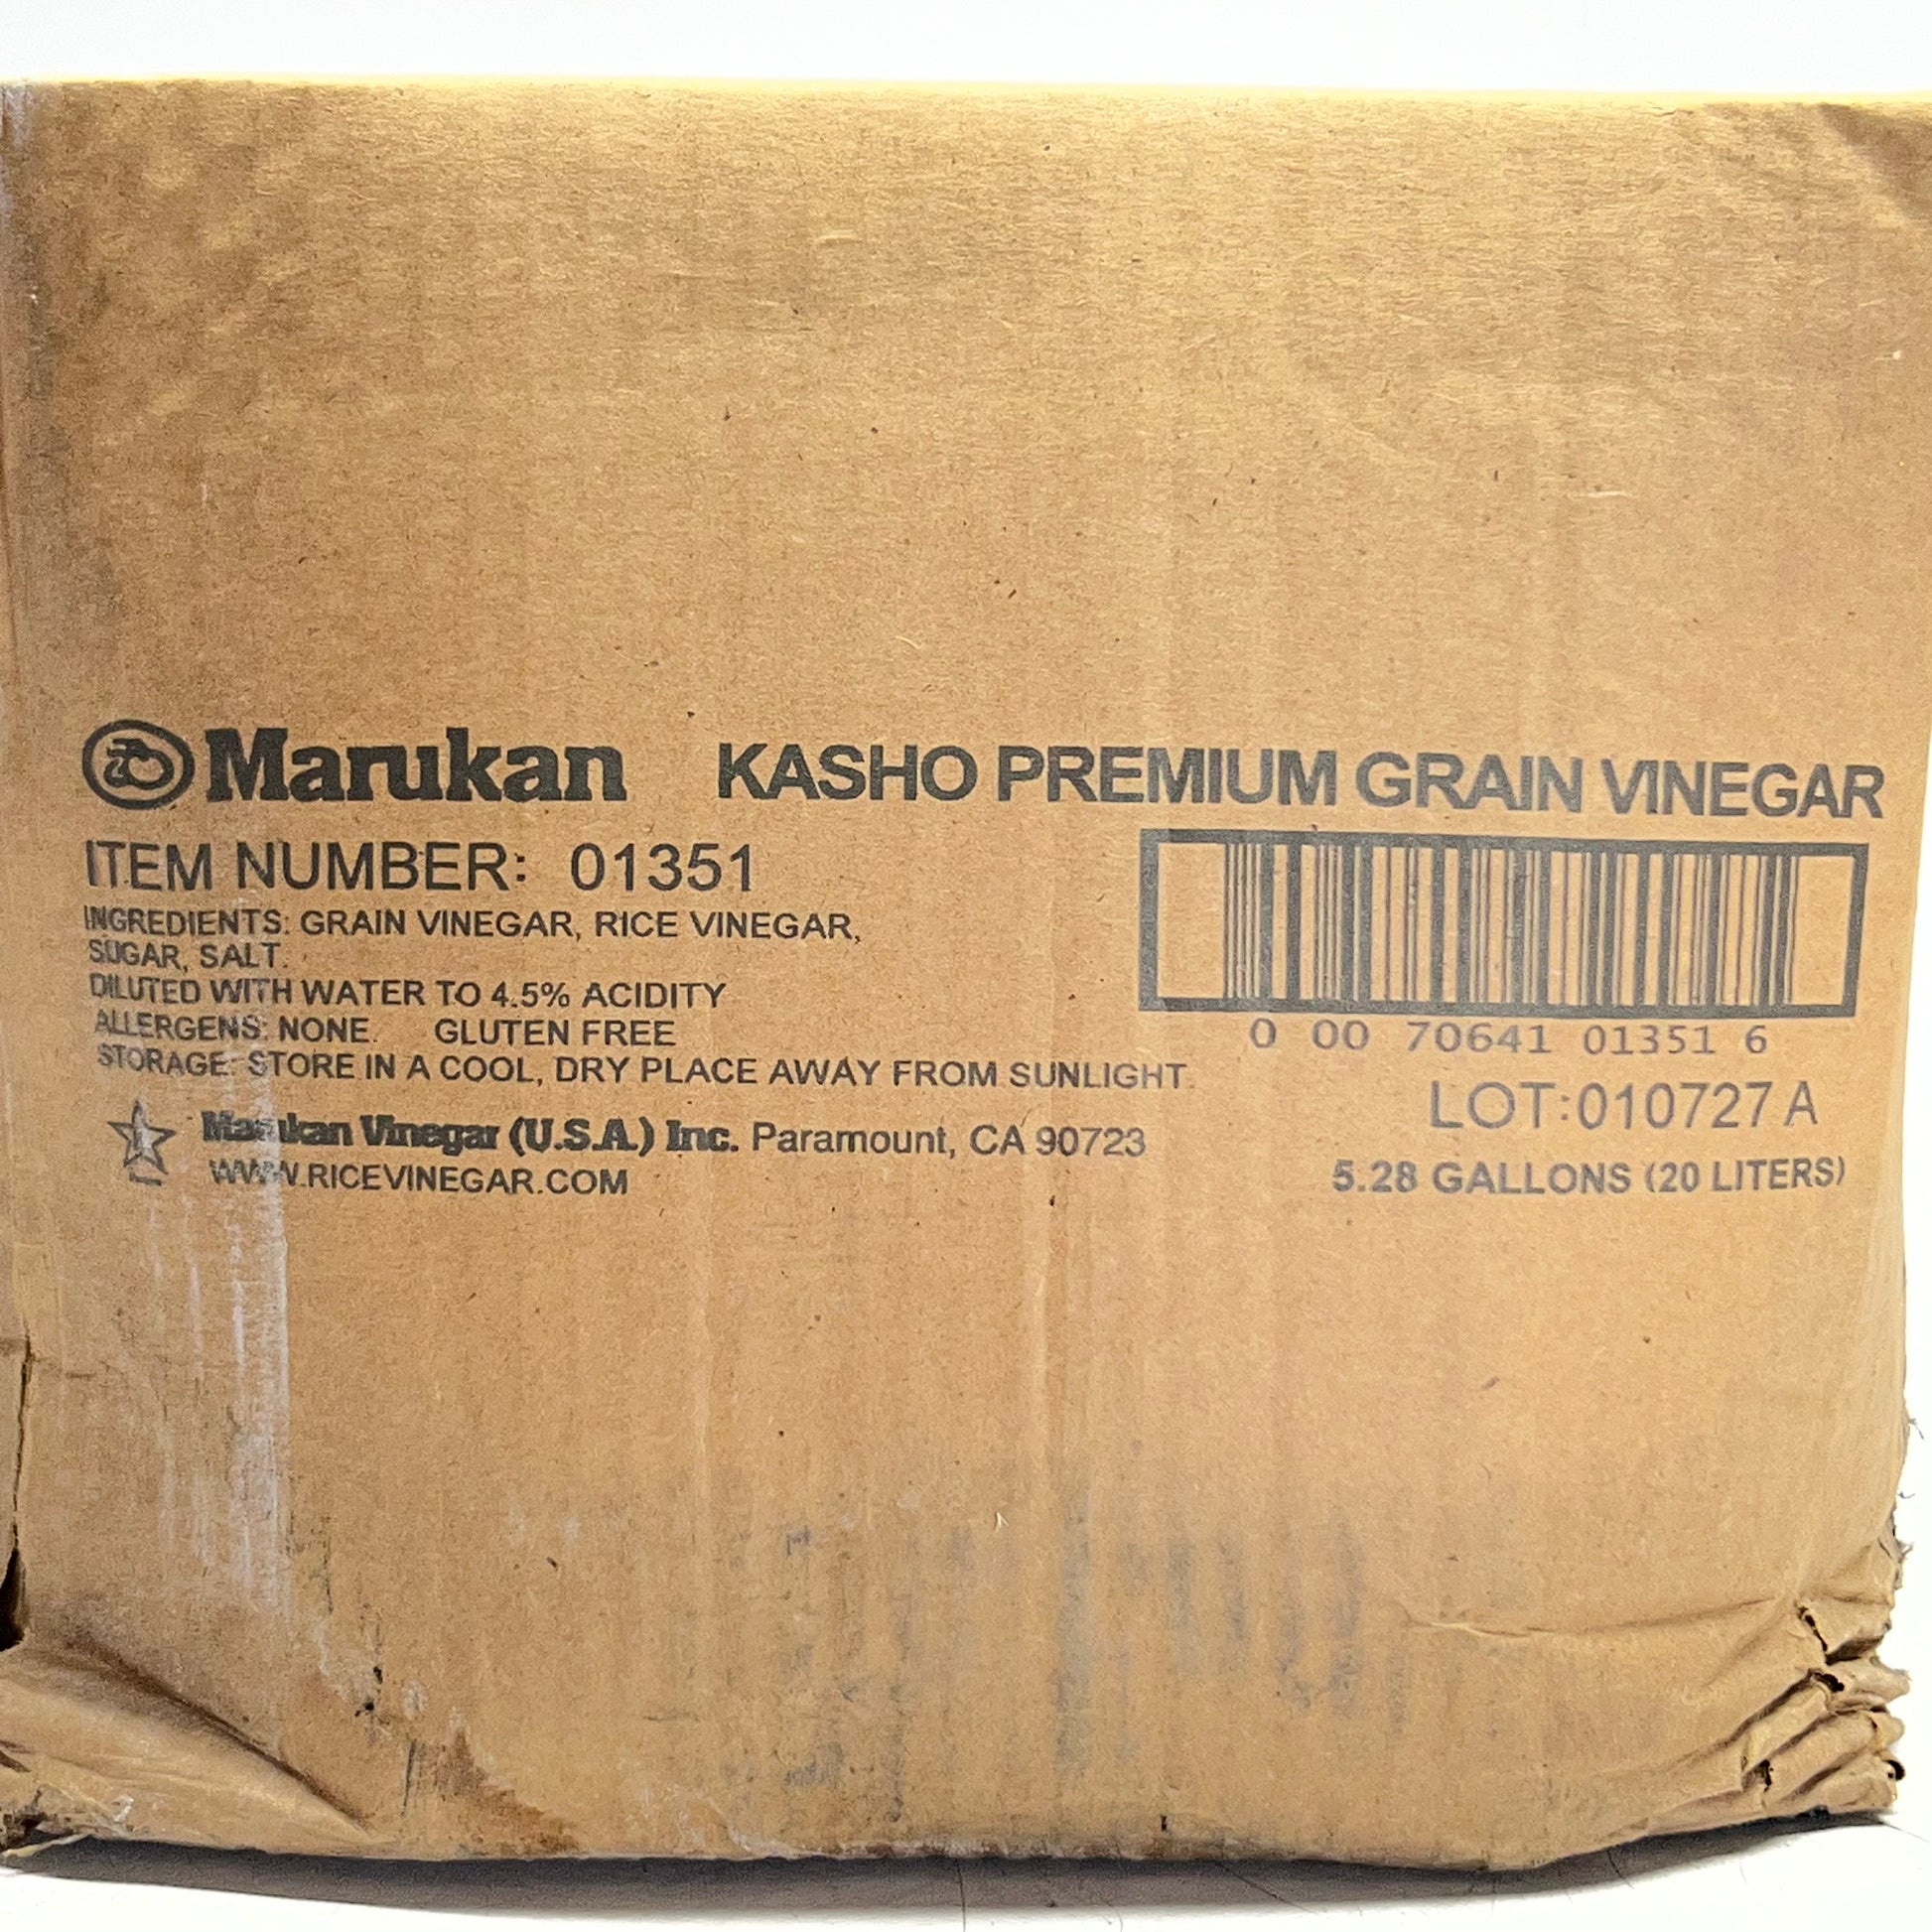 Marukan KASHO PREMIUM GRAIN VINEGAR
ITEM NUMBER: 01351
INGREDIENTS: GRAIN VINEGAR, RICE VINEGAR,
SUGAR, SALT.
DILUTED WITH WATER TO 4.5% ACIDITY
ALLERGENS: NONE. GLUTEN FREE
STORAGE: STORE IN A COOL, DRY PLACE AWAY FROM SUNLIGHT.
Marukan Vinegar (U.S.A.) Inc. Paramount, CA 90723
WWW.RICEVINEGAR.COM
0 00 70641 01351 6
LOT:010727 A
5.28 GALLONS (20 LITERS)